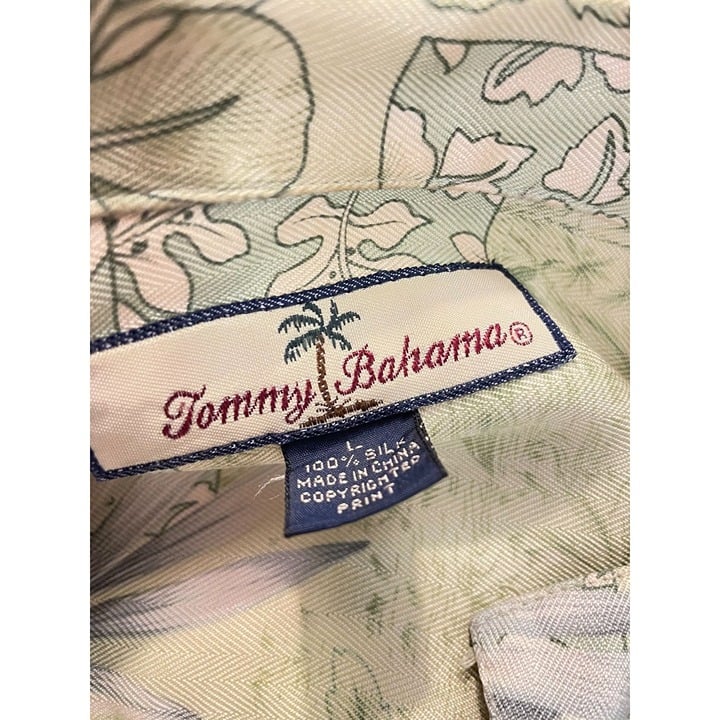 Tommy Bahama®
L
100% SILK
MADE IN CHINA
COPYRIGHTED
PRINT